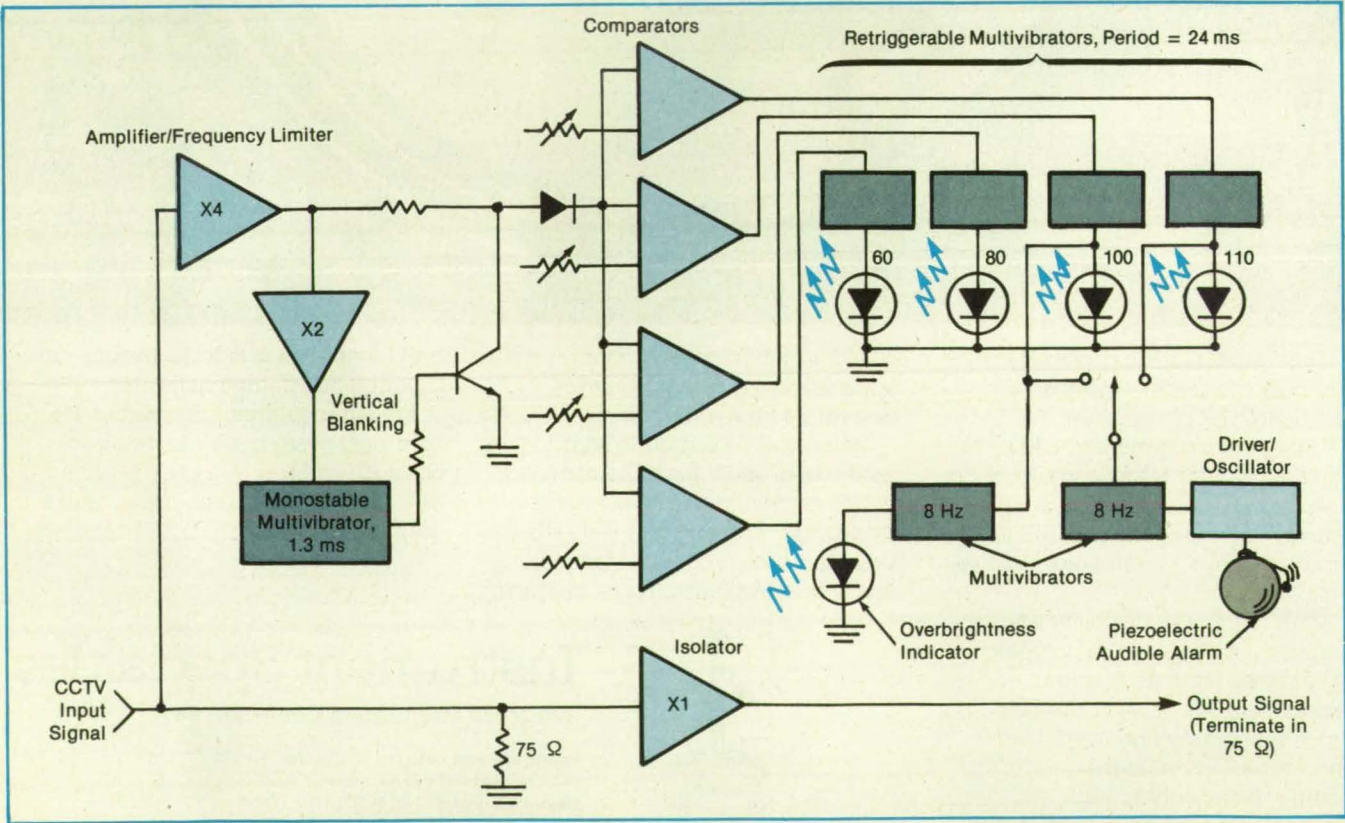 Comparators
Retriggerable Multivibrators, Period = 24 ms
Amplifier/Frequency Limiter
X4
60
80
100
110
X2
Vertical
Blanking
Monostable
Multivibrator,
1.3 ms
8 Hz
8 Hz
Driver/
Oscillator
Multivibrators
Overbrightness
Indicator
Piezoelectric
Audible Alarm
Isolator
CCTV
Input
Signal
X1
75 Ω
Output Signal
(Terminate in
75 Ω)